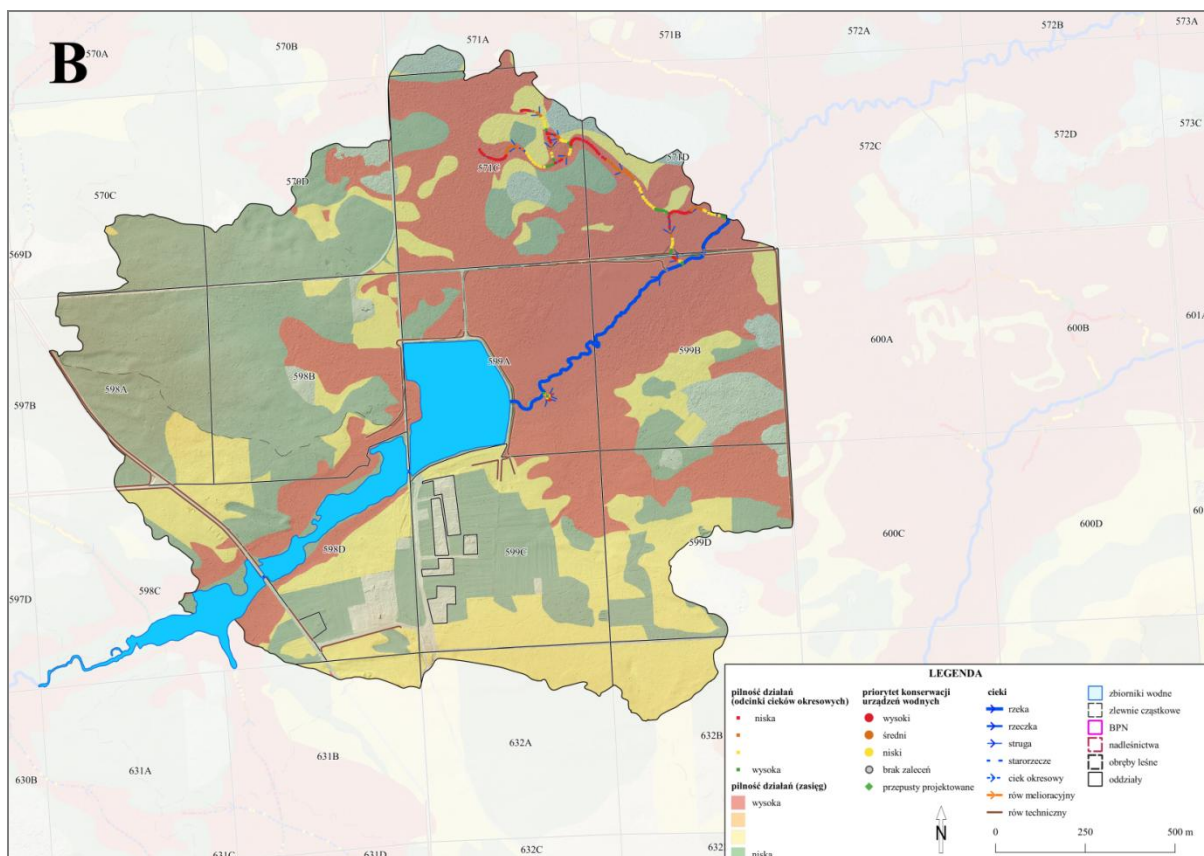 B
570A
570B
571A
571B
572A
572B
573A
573C
572D
572C
571D
571C
570D
570C
569D
601A
600B
600A
599B
599A
598B
598A
597B
600D
600C
599D
599C
598D
598C
597D
632B
632A
631B
631A
630B
631C
631D
632C
LEGENDA
pilność działań
(odcinki cieków okresowych)
niska
wysoka
pilność działań (zasięg)
wysoka
niska
priorytet konserwacji
urządzeń wodnych
wysoki
średni
niski
brak zaleceń
przepusty projektowane
cieki
rzeka
rzeczka
struga
starorzecze
ciek okresowy
rów melioracyjny
rów techniczny
zbiorniki wodne
zlewnie cząstkowe
BPN
nadleśnictwa
obręby leśne
oddziały
N
0 250 500 m